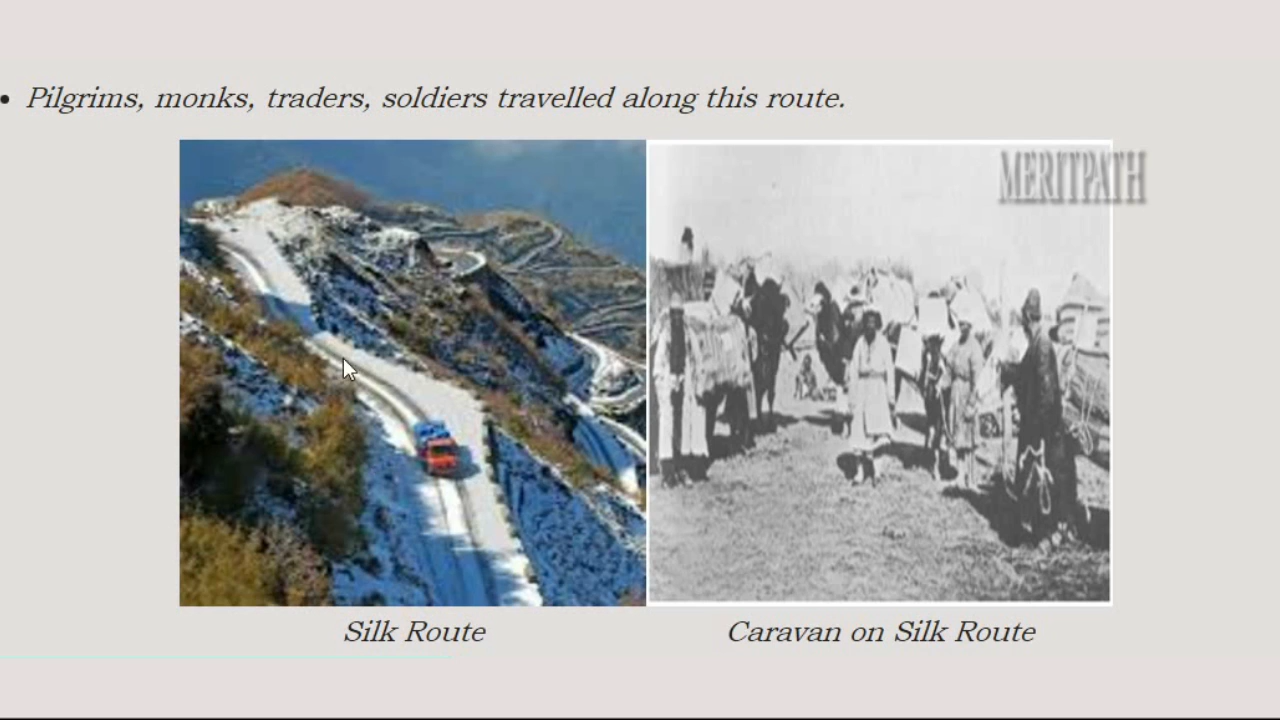 • Pilgrims, monks, traders, soldiers travelled along this route.
MERITPATH
Silk Route
Caravan on Silk Route